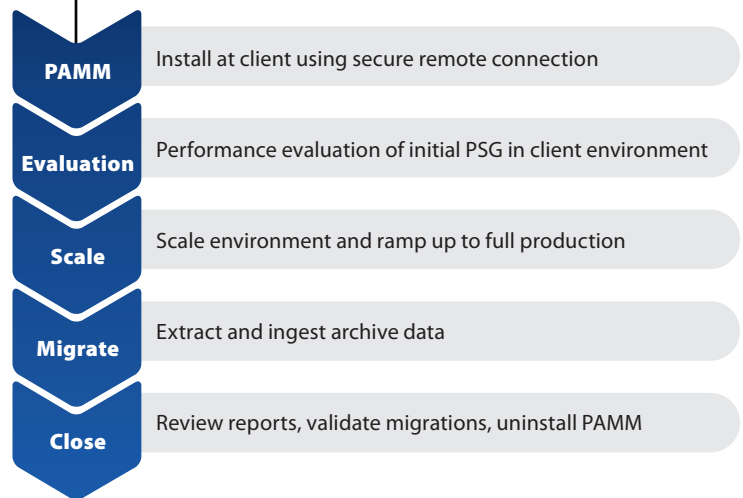 PAMM
Install at client using secure remote connection
Evaluation
Performance evaluation of initial PSG in client environment
Scale
Scale environment and ramp up to full production
Migrate
Extract and ingest archive data
Close
Review reports, validate migrations, uninstall PAMM